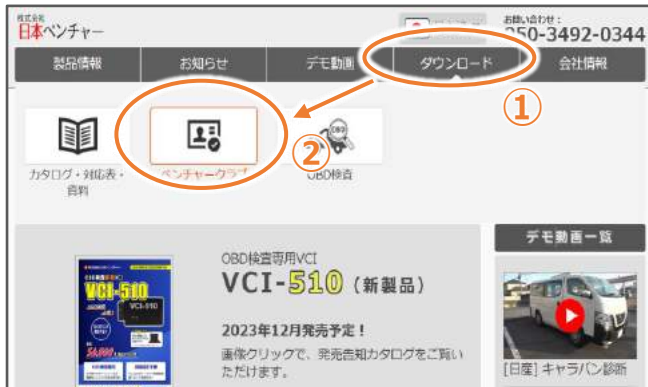 株式会社
日本ベンチャー
お問い合わせ：
050-3492-0344
製品情報
お知らせ
デモ動画
ダウンロード
会社情報
①
②
カタログ・対応表・
資料
ベンチャークラブ
OBD検査
OBD検査専用VCI
VCI-510（新製品）
2023年12月発売予定！
画像クリックで、発売告知カタログをご覧い
ただけます。
VCI-510
VCI-510
デモ動画一覧
[日産] キャラバン診断